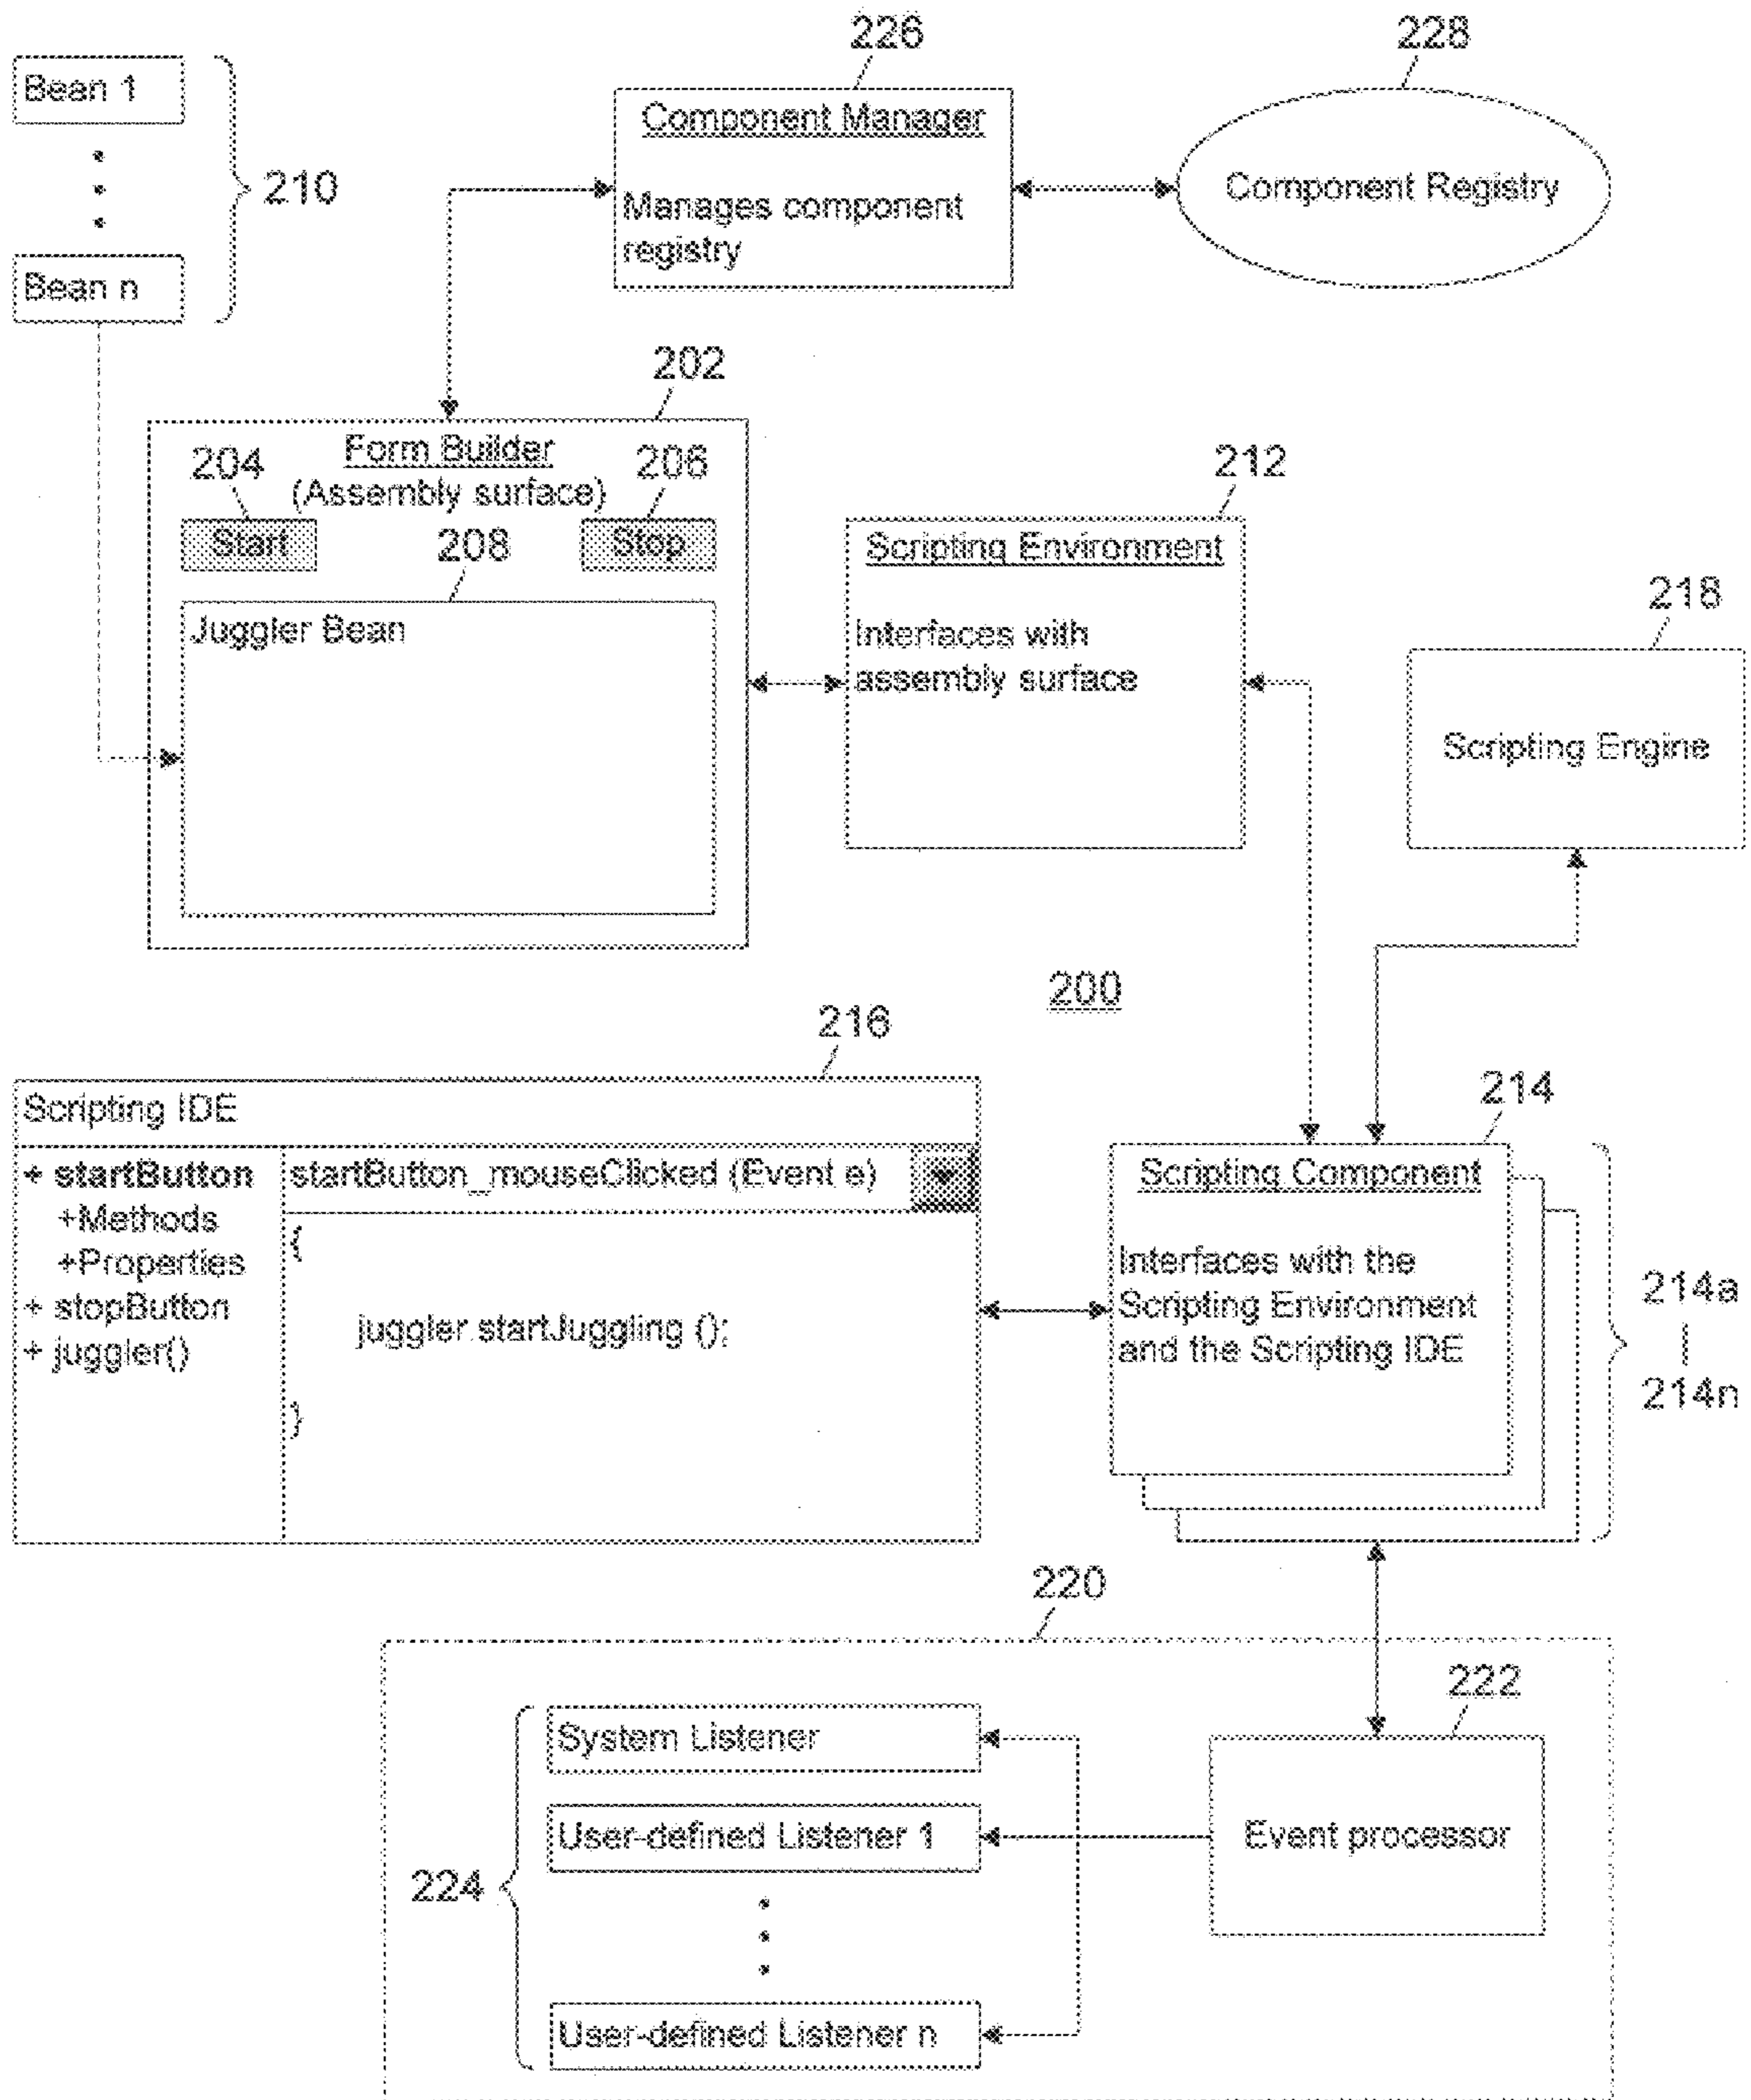 226
228
Bean 1
Component Manager
210
Manages component
registry
Component Registry
Bean n
202
Form Builder
204
206
(Assembly surface)
212
Start
208
Stop
Scripting Environment
Juggler Bean
Interfaces with
assembly surface
218
Scripting Engine
200
216
Scripting IDE
214
+ startButton
+Methods
+Properties
+ stopButton
+ juggler()
startButton_mouseClicked (Event e)
{
juggler.startJuggling ();
}
Scripting Component
Interfaces with the
Scripting Environment
and the Scripting IDE
214a
|
214n
220
222
System Listener
User-defined Listener 1
Event processor
224
User-defined Listener n